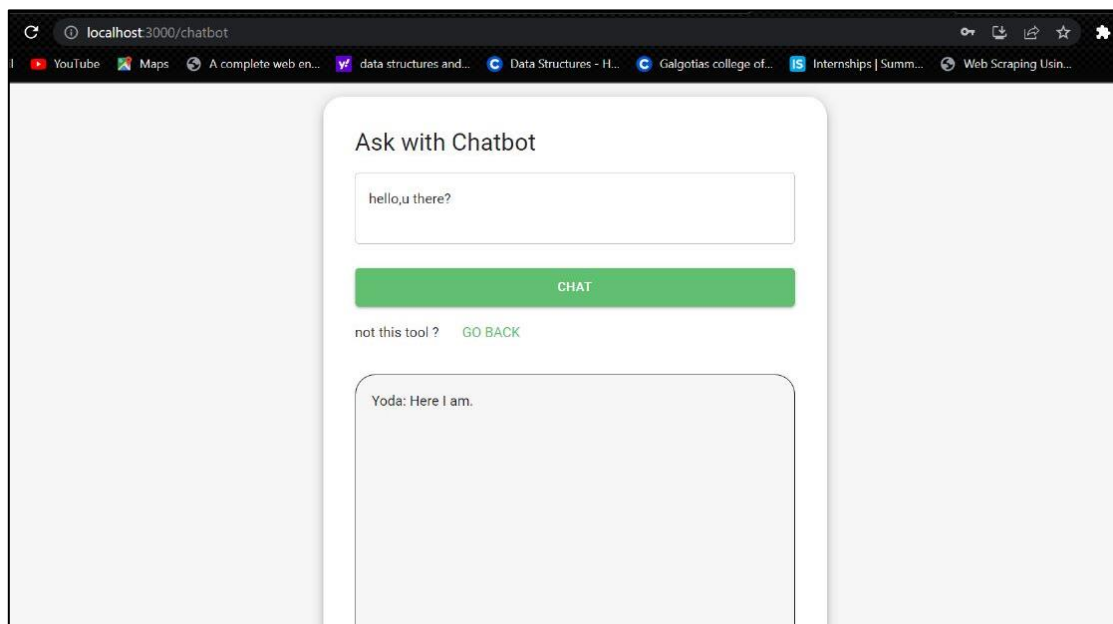 localhost:3000/chatbot
YouTube Maps A complete web en... data structures and... Data Structures - H... Galgotias college of... IS Internships | Summ... Web Scraping Usin...
Ask with Chatbot
hello,u there?
CHAT
not this tool ? GO BACK
Yoda: Here I am.